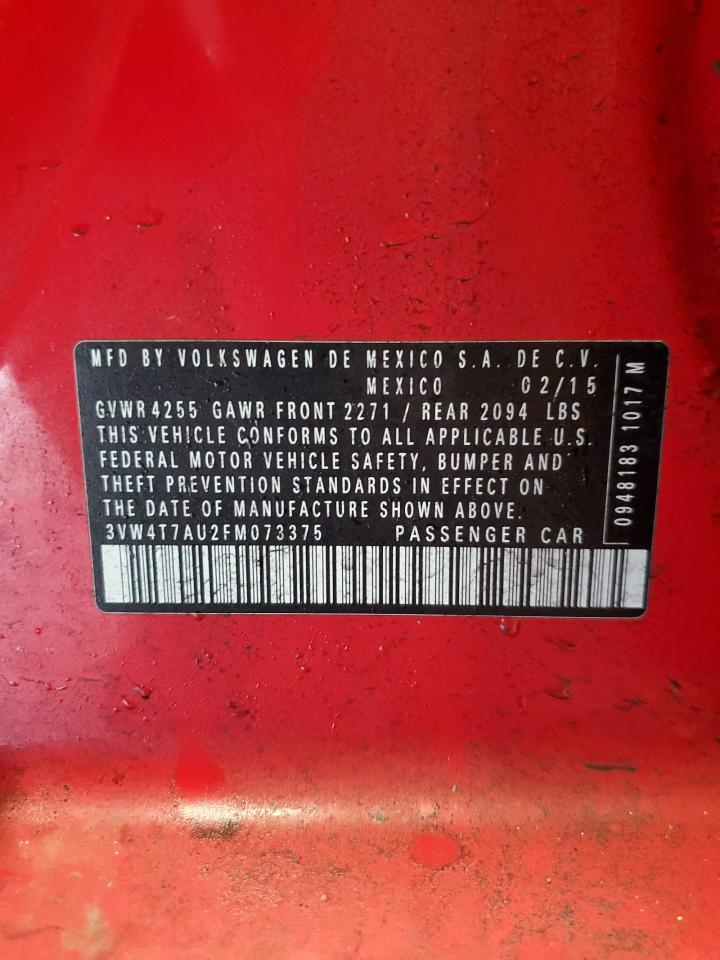 MFD BY VOLKSWAGEN DE MEXICO S.A. DE C.V.
MEXICO 02/15
GVWR 4255 GAWR FRONT 2271 / REAR 2094 LBS
THIS VEHICLE CONFORMS TO ALL APPLICABLE U.S.
FEDERAL MOTOR VEHICLE SAFETY, BUMPER AND
THEFT PREVENTION STANDARDS IN EFFECT ON
THE DATE OF MANUFACTURE SHOWN ABOVE.
3VW4T7AU2FM073375 PASSENGER CAR
0948183 1017 M